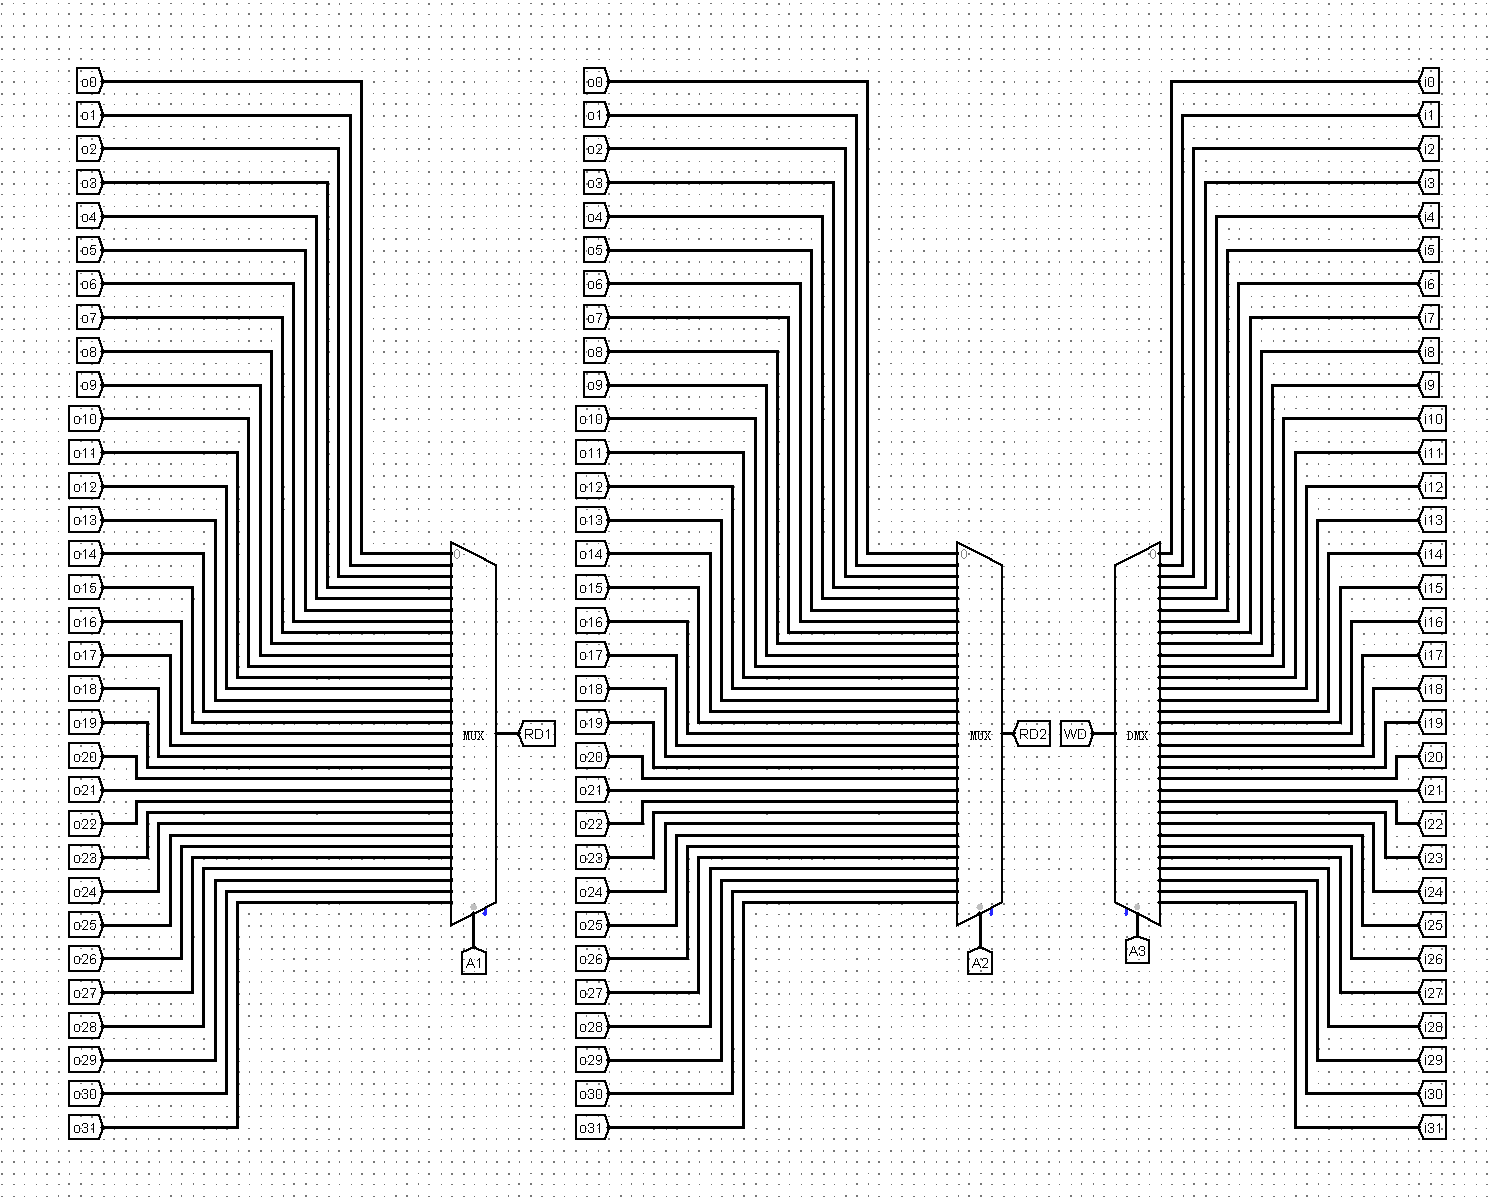 o0 o0 i0
o1 o1 i1
o2 o2 i2
o3 o3 i3
o4 o4 i4
o5 o5 i5
o6 o6 i6
o7 o7 i7
o8 o8 i8
o9 o9 i9
o10 o10 i10
o11 o11 i11
o12 o12 i12
o13 o13 i13
o14 0 o14 0 0 i14
o15 o15 i15
o16 o16 i16
o17 o17 i17
o18 o18 i18
o19 o19 i19
MUX RD1 MUX RD2 WD DMX
o20 o20 i20
o21 o21 i21
o22 o22 i22
o23 o23 i23
o24 o24 i24
o25 o25 i25
o26 A1 o26 A2 A3 i26
o27 o27 i27
o28 o28 i28
o29 o29 i29
o30 o30 i30
o31 o31 i31